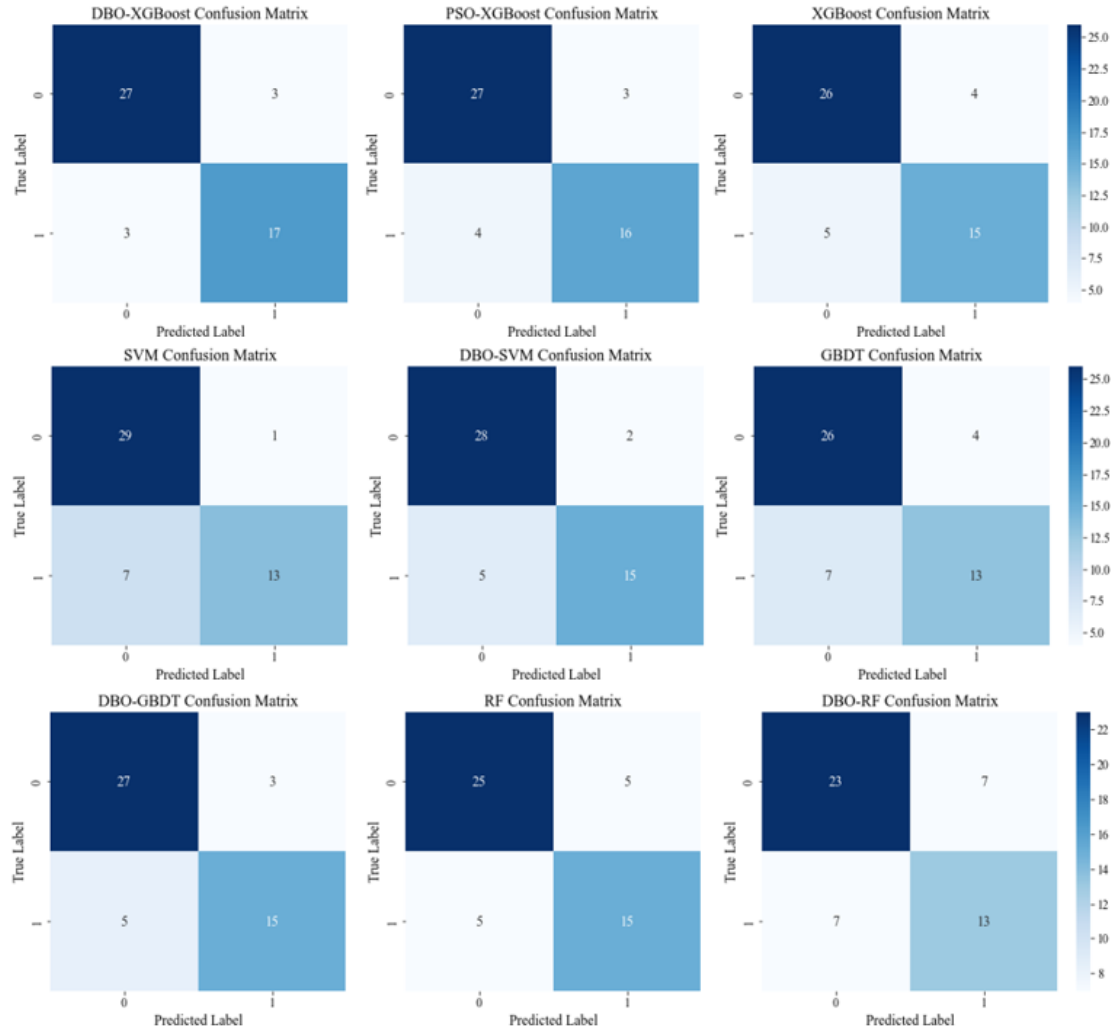 DBO-XGBoost Confusion Matrix
27 3
3 17
0
1
True Label
0 1
Predicted Label
PSO-XGBoost Confusion Matrix
27 3
4 16
0
1
True Label
0 1
Predicted Label
XGBoost Confusion Matrix
26 4
5 15
0
1
True Label
0 1
Predicted Label
25.0
22.5
20.0
17.5
15.0
12.5
10.0
7.5
5.0
SVM Confusion Matrix
29 1
7 13
0
1
True Label
0 1
Predicted Label
DBO-SVM Confusion Matrix
28 2
5 15
0
1
True Label
0 1
Predicted Label
GBDT Confusion Matrix
26 4
7 13
0
1
True Label
0 1
Predicted Label
25.0
22.5
20.0
17.5
15.0
12.5
10.0
7.5
5.0
DBO-GBDT Confusion Matrix
27 3
5 15
0
1
True Label
0 1
Predicted Label
RF Confusion Matrix
25 5
5 15
0
1
True Label
0 1
Predicted Label
DBO-RF Confusion Matrix
23 7
7 13
0
1
True Label
0 1
Predicted Label
22
20
18
16
14
12
10
8